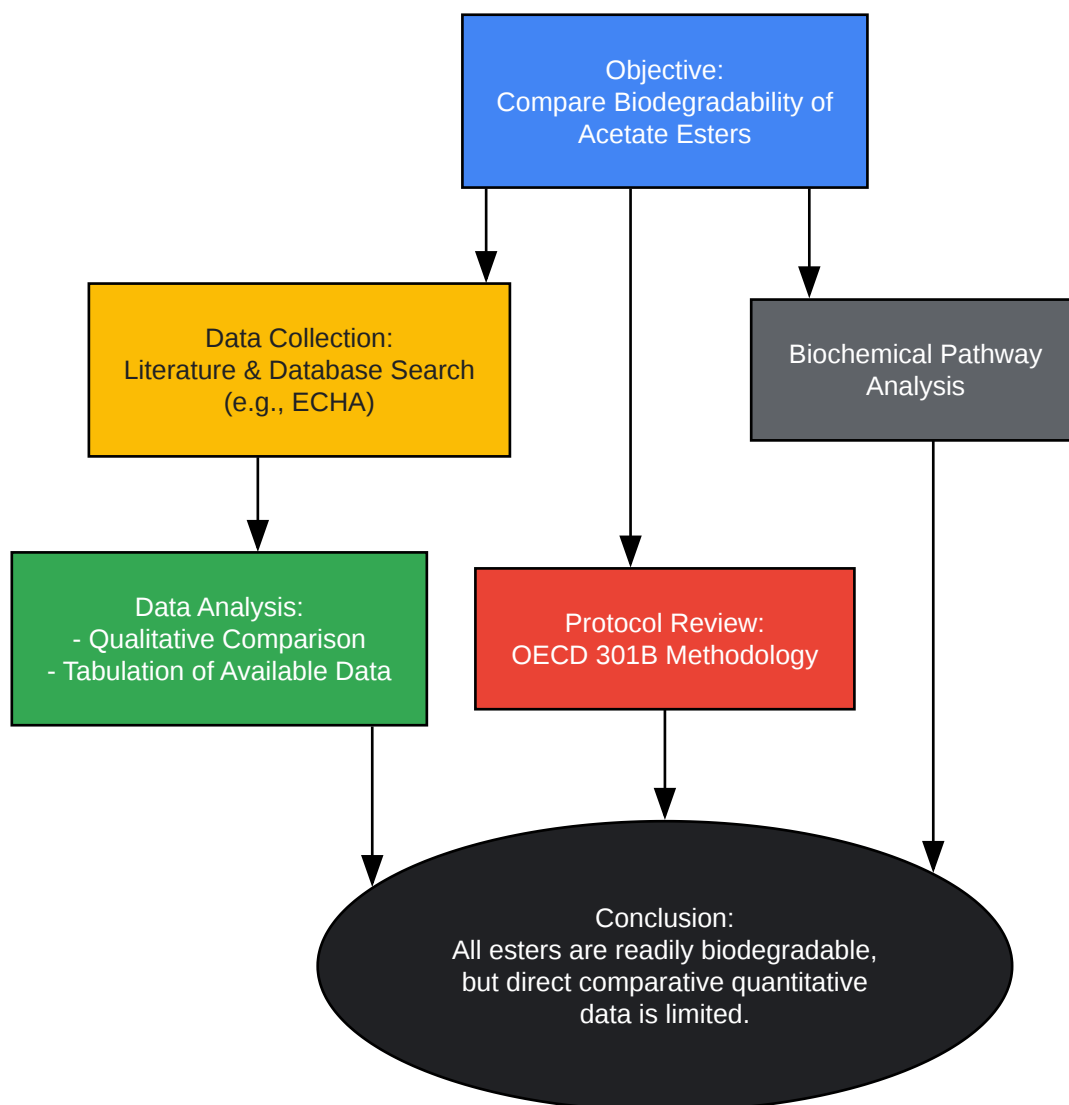 Objective:
Compare Biodegradability of
Acetate Esters
Data Collection:
Literature & Database Search
(e.g., ECHA)
Biochemical Pathway
Analysis
Data Analysis:
- Qualitative Comparison
- Tabulation of Available Data
Protocol Review:
OECD 301B Methodology
Conclusion:
All esters are readily biodegradable,
but direct comparative quantitative
data is limited.